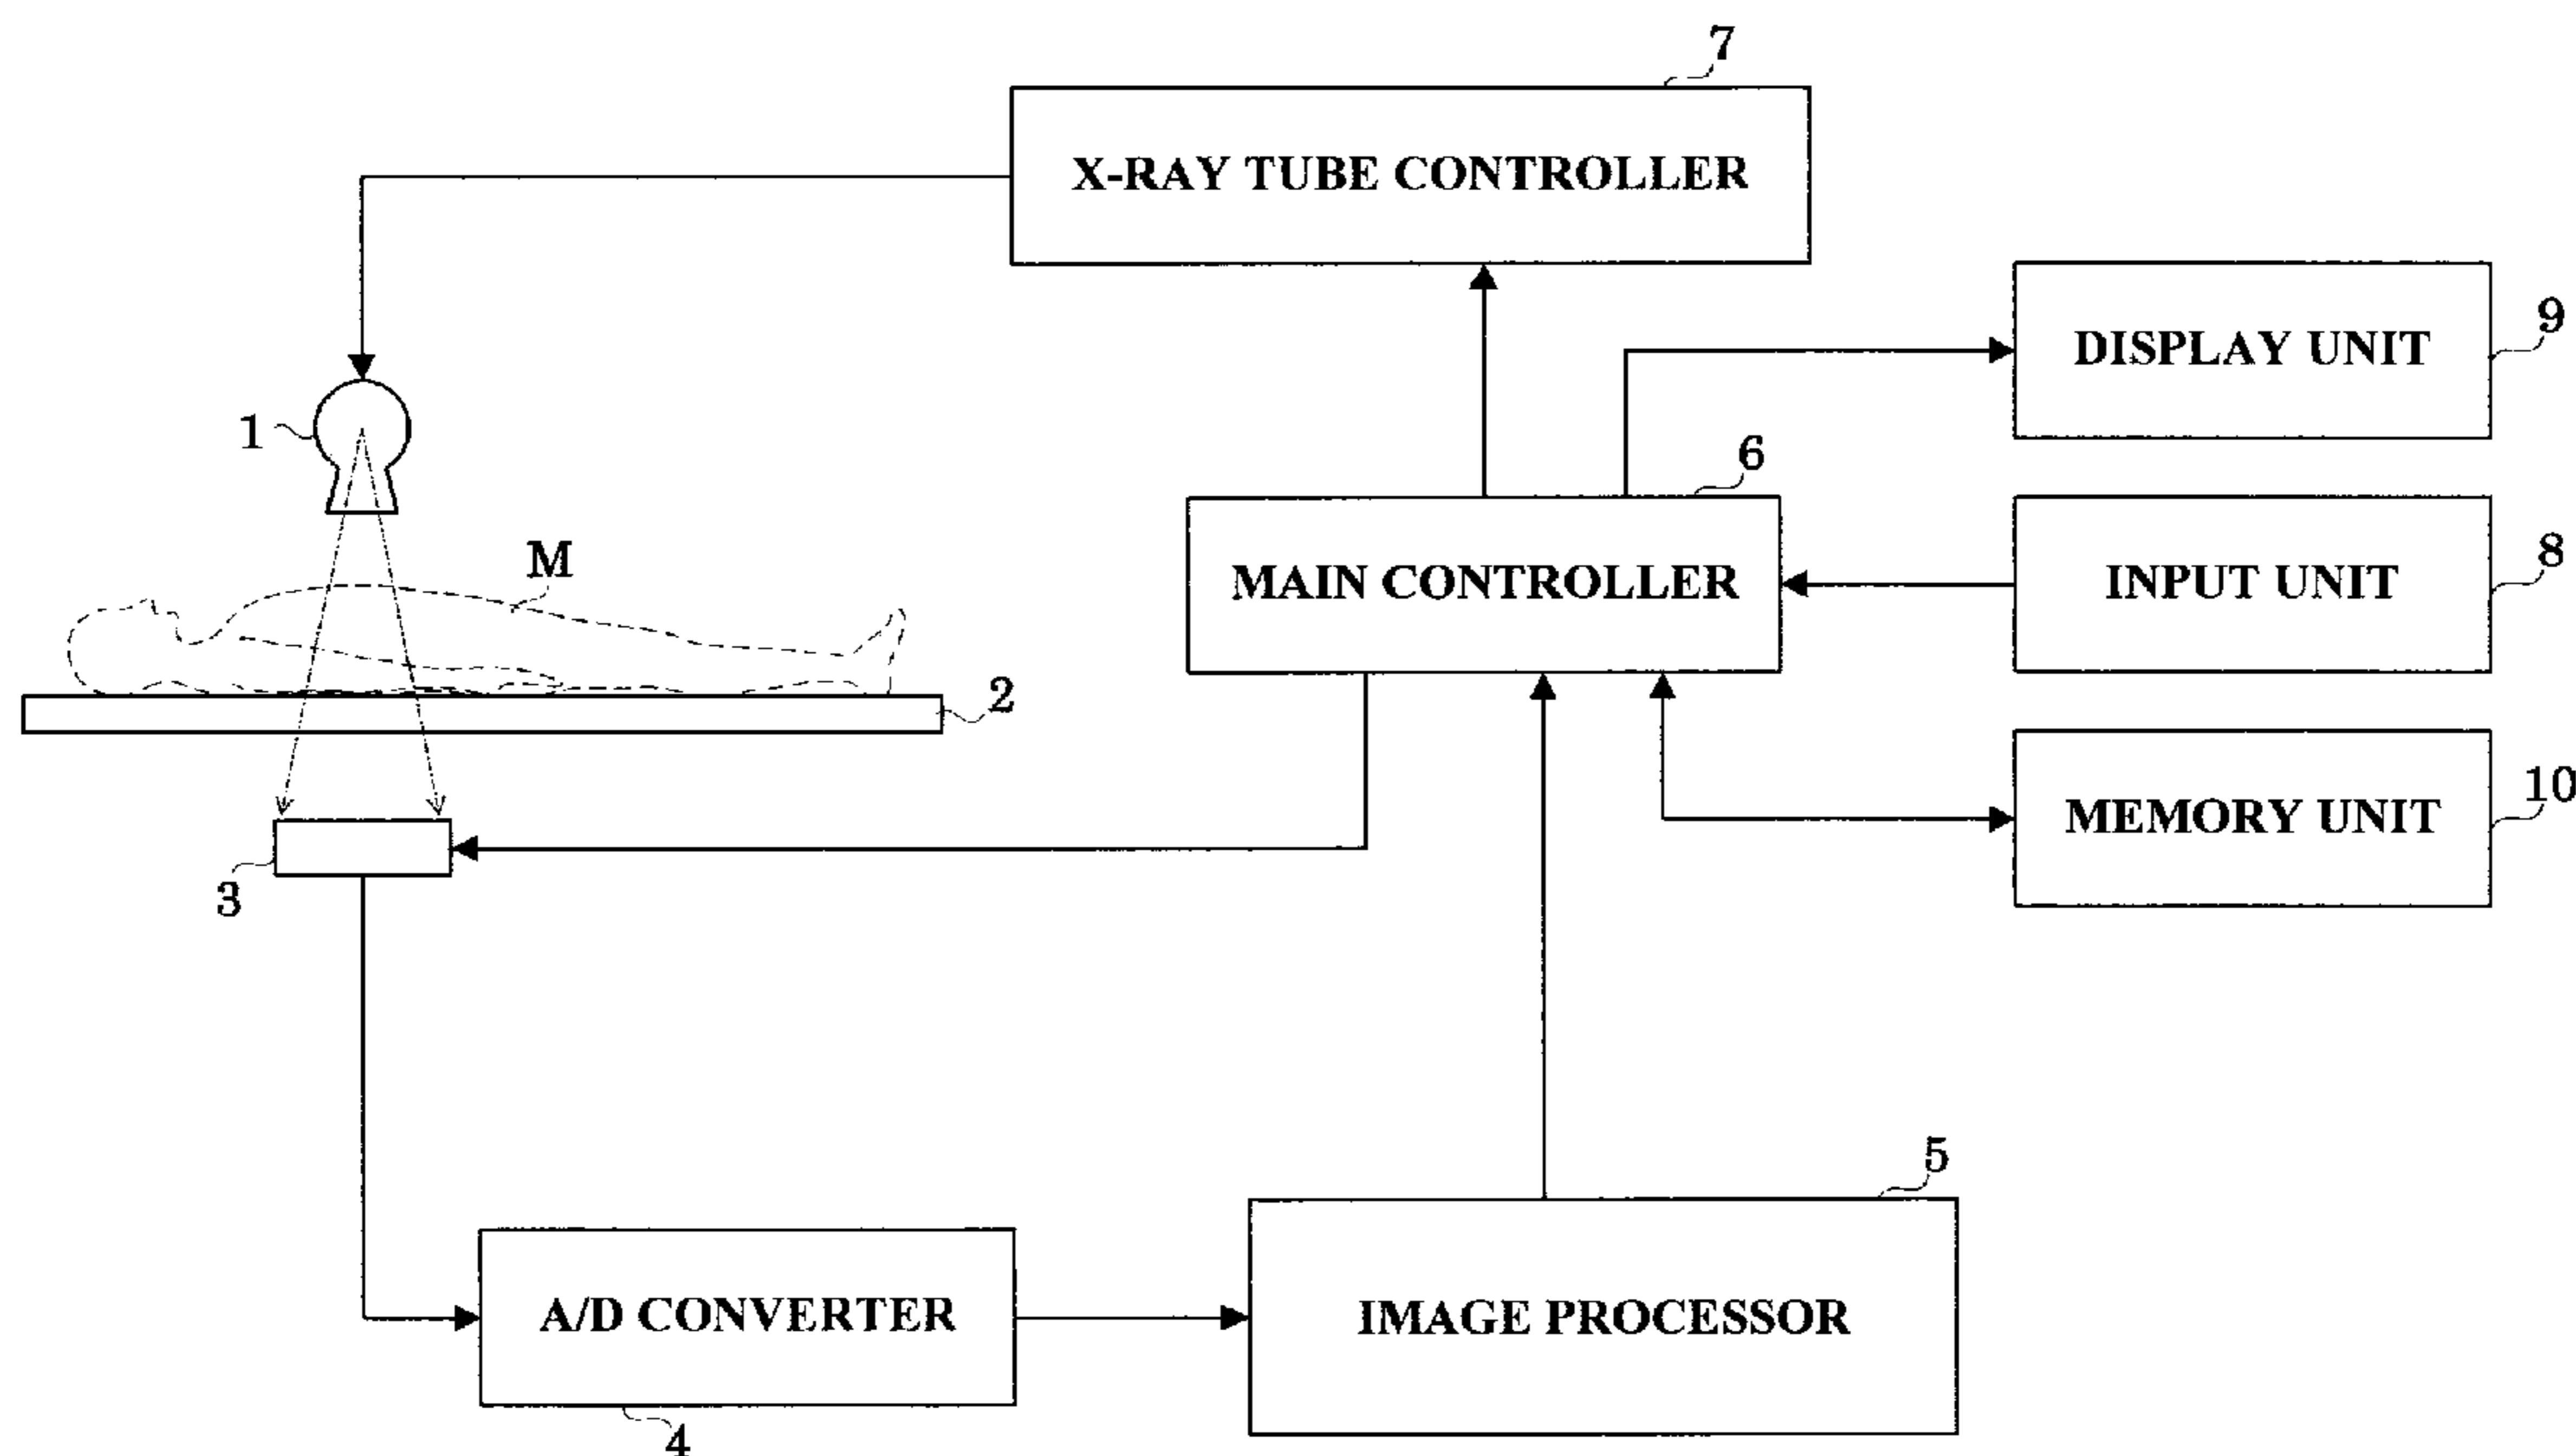 7
X-RAY TUBE CONTROLLER
9
DISPLAY UNIT
1
6
M
MAIN CONTROLLER
INPUT UNIT
8
2
10
MEMORY UNIT
3
5
A/D CONVERTER
IMAGE PROCESSOR
4